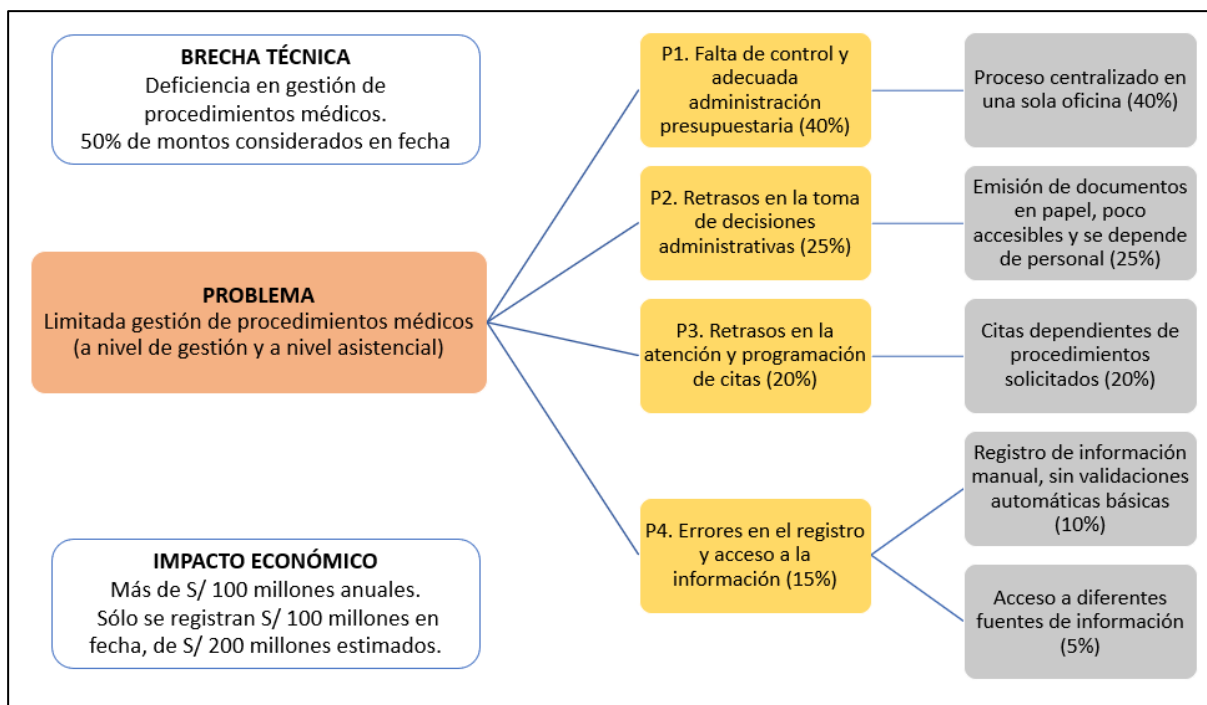 BRECHA TÉCNICA
Deficiencia en gestión de
procedimientos médicos.
50% de montos considerados en fecha
PROBLEMA
Limitada gestión de procedimientos médicos
(a nivel de gestión y a nivel asistencial)
IMPACTO ECONÓMICO
Más de S/ 100 millones anuales.
Sólo se registran S/ 100 millones en
fecha, de S/ 200 millones estimados.
P1. Falta de control y
adecuada
administración
presupuestaria (40%)
Proceso centralizado en
una sola oficina (40%)
P2. Retrasos en la toma
de decisiones
administrativas (25%)
Emisión de documentos
en papel, poco
accesibles y se depende
de personal (25%)
P3. Retrasos en la
atención y programación
de citas (20%)
Citas dependientes de
procedimientos
solicitados (20%)
P4. Errores en el registro
y acceso a la
información (15%)
Registro de información
manual, sin validaciones
automáticas básicas
(10%)
Acceso a diferentes
fuentes de información
(5%)